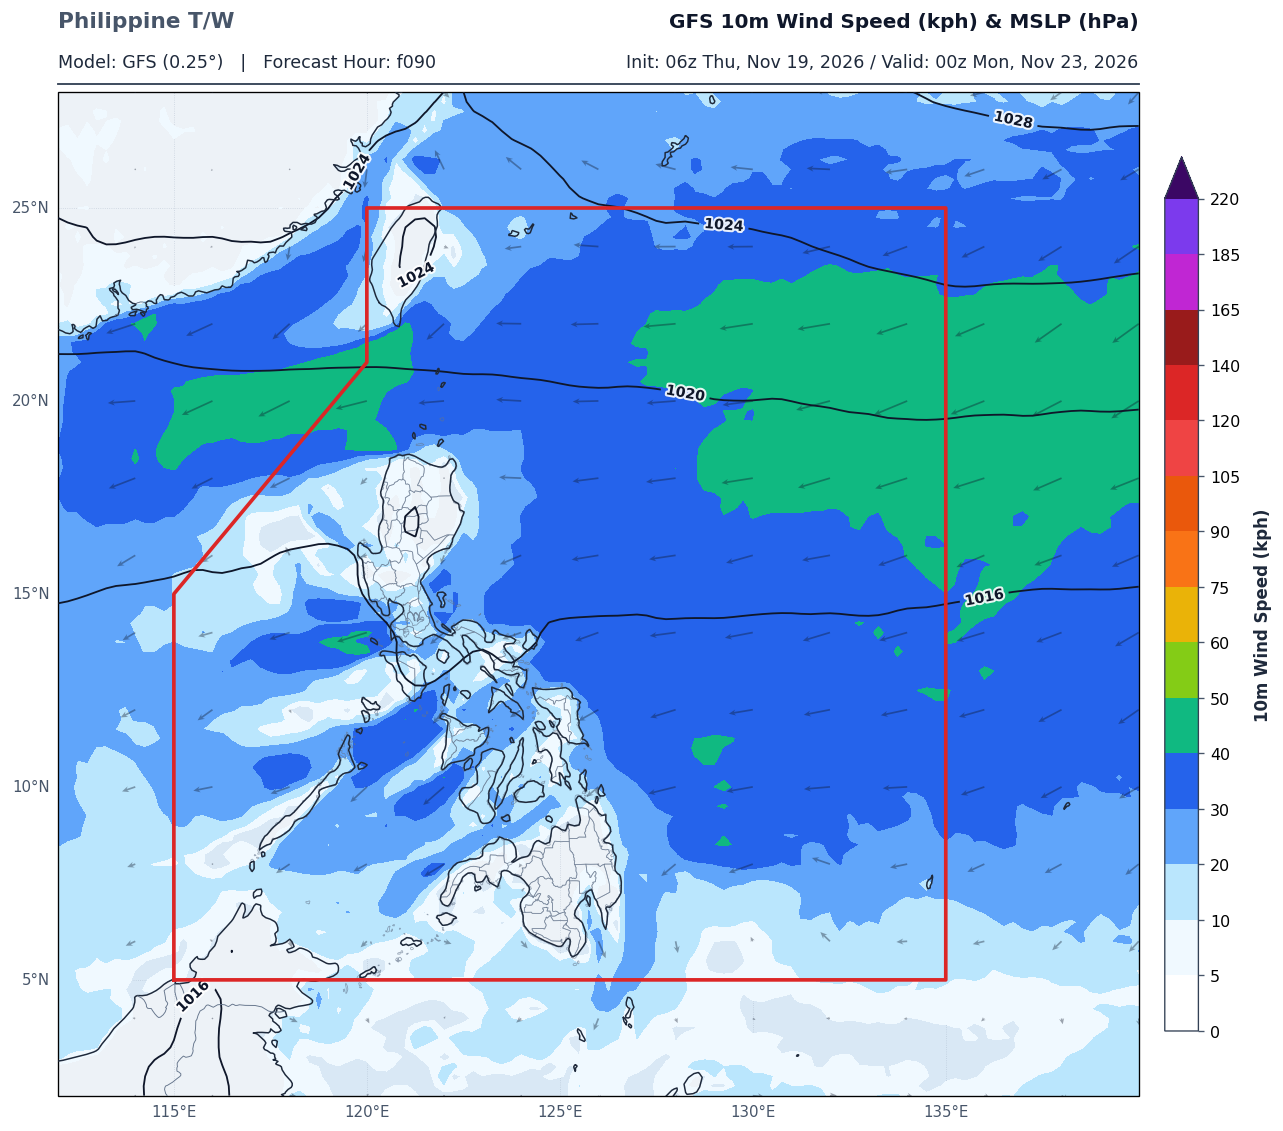 Philippine T/W
GFS 10m Wind Speed (kph) & MSLP (hPa)
Model: GFS (0.25°)   |   Forecast Hour: f090
Init: 06z Thu, Nov 19, 2026 / Valid: 00z Mon, Nov 23, 2026
1028
1024
1024
1024
1020
1016
1016
25°N
20°N
15°N
10°N
5°N
115°E
120°E
125°E
130°E
135°E
220
185
165
140
120
105
90
75
60
50
40
30
20
10
5
0
10m Wind Speed (kph)